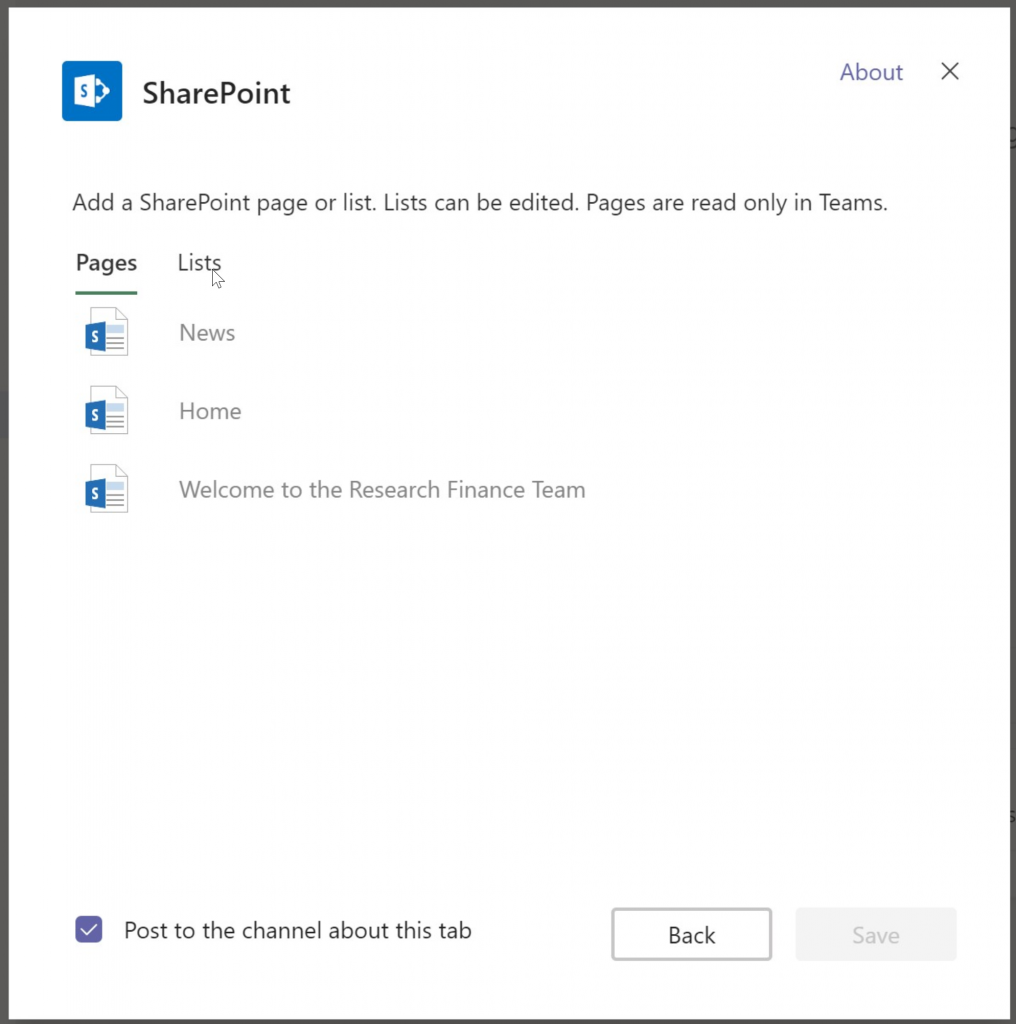 SharePoint
About
Add a SharePoint page or list. Lists can be edited. Pages are read only in Teams.
Pages Lists
News
Home
Welcome to the Research Finance Team
Post to the channel about this tab
Back
Save